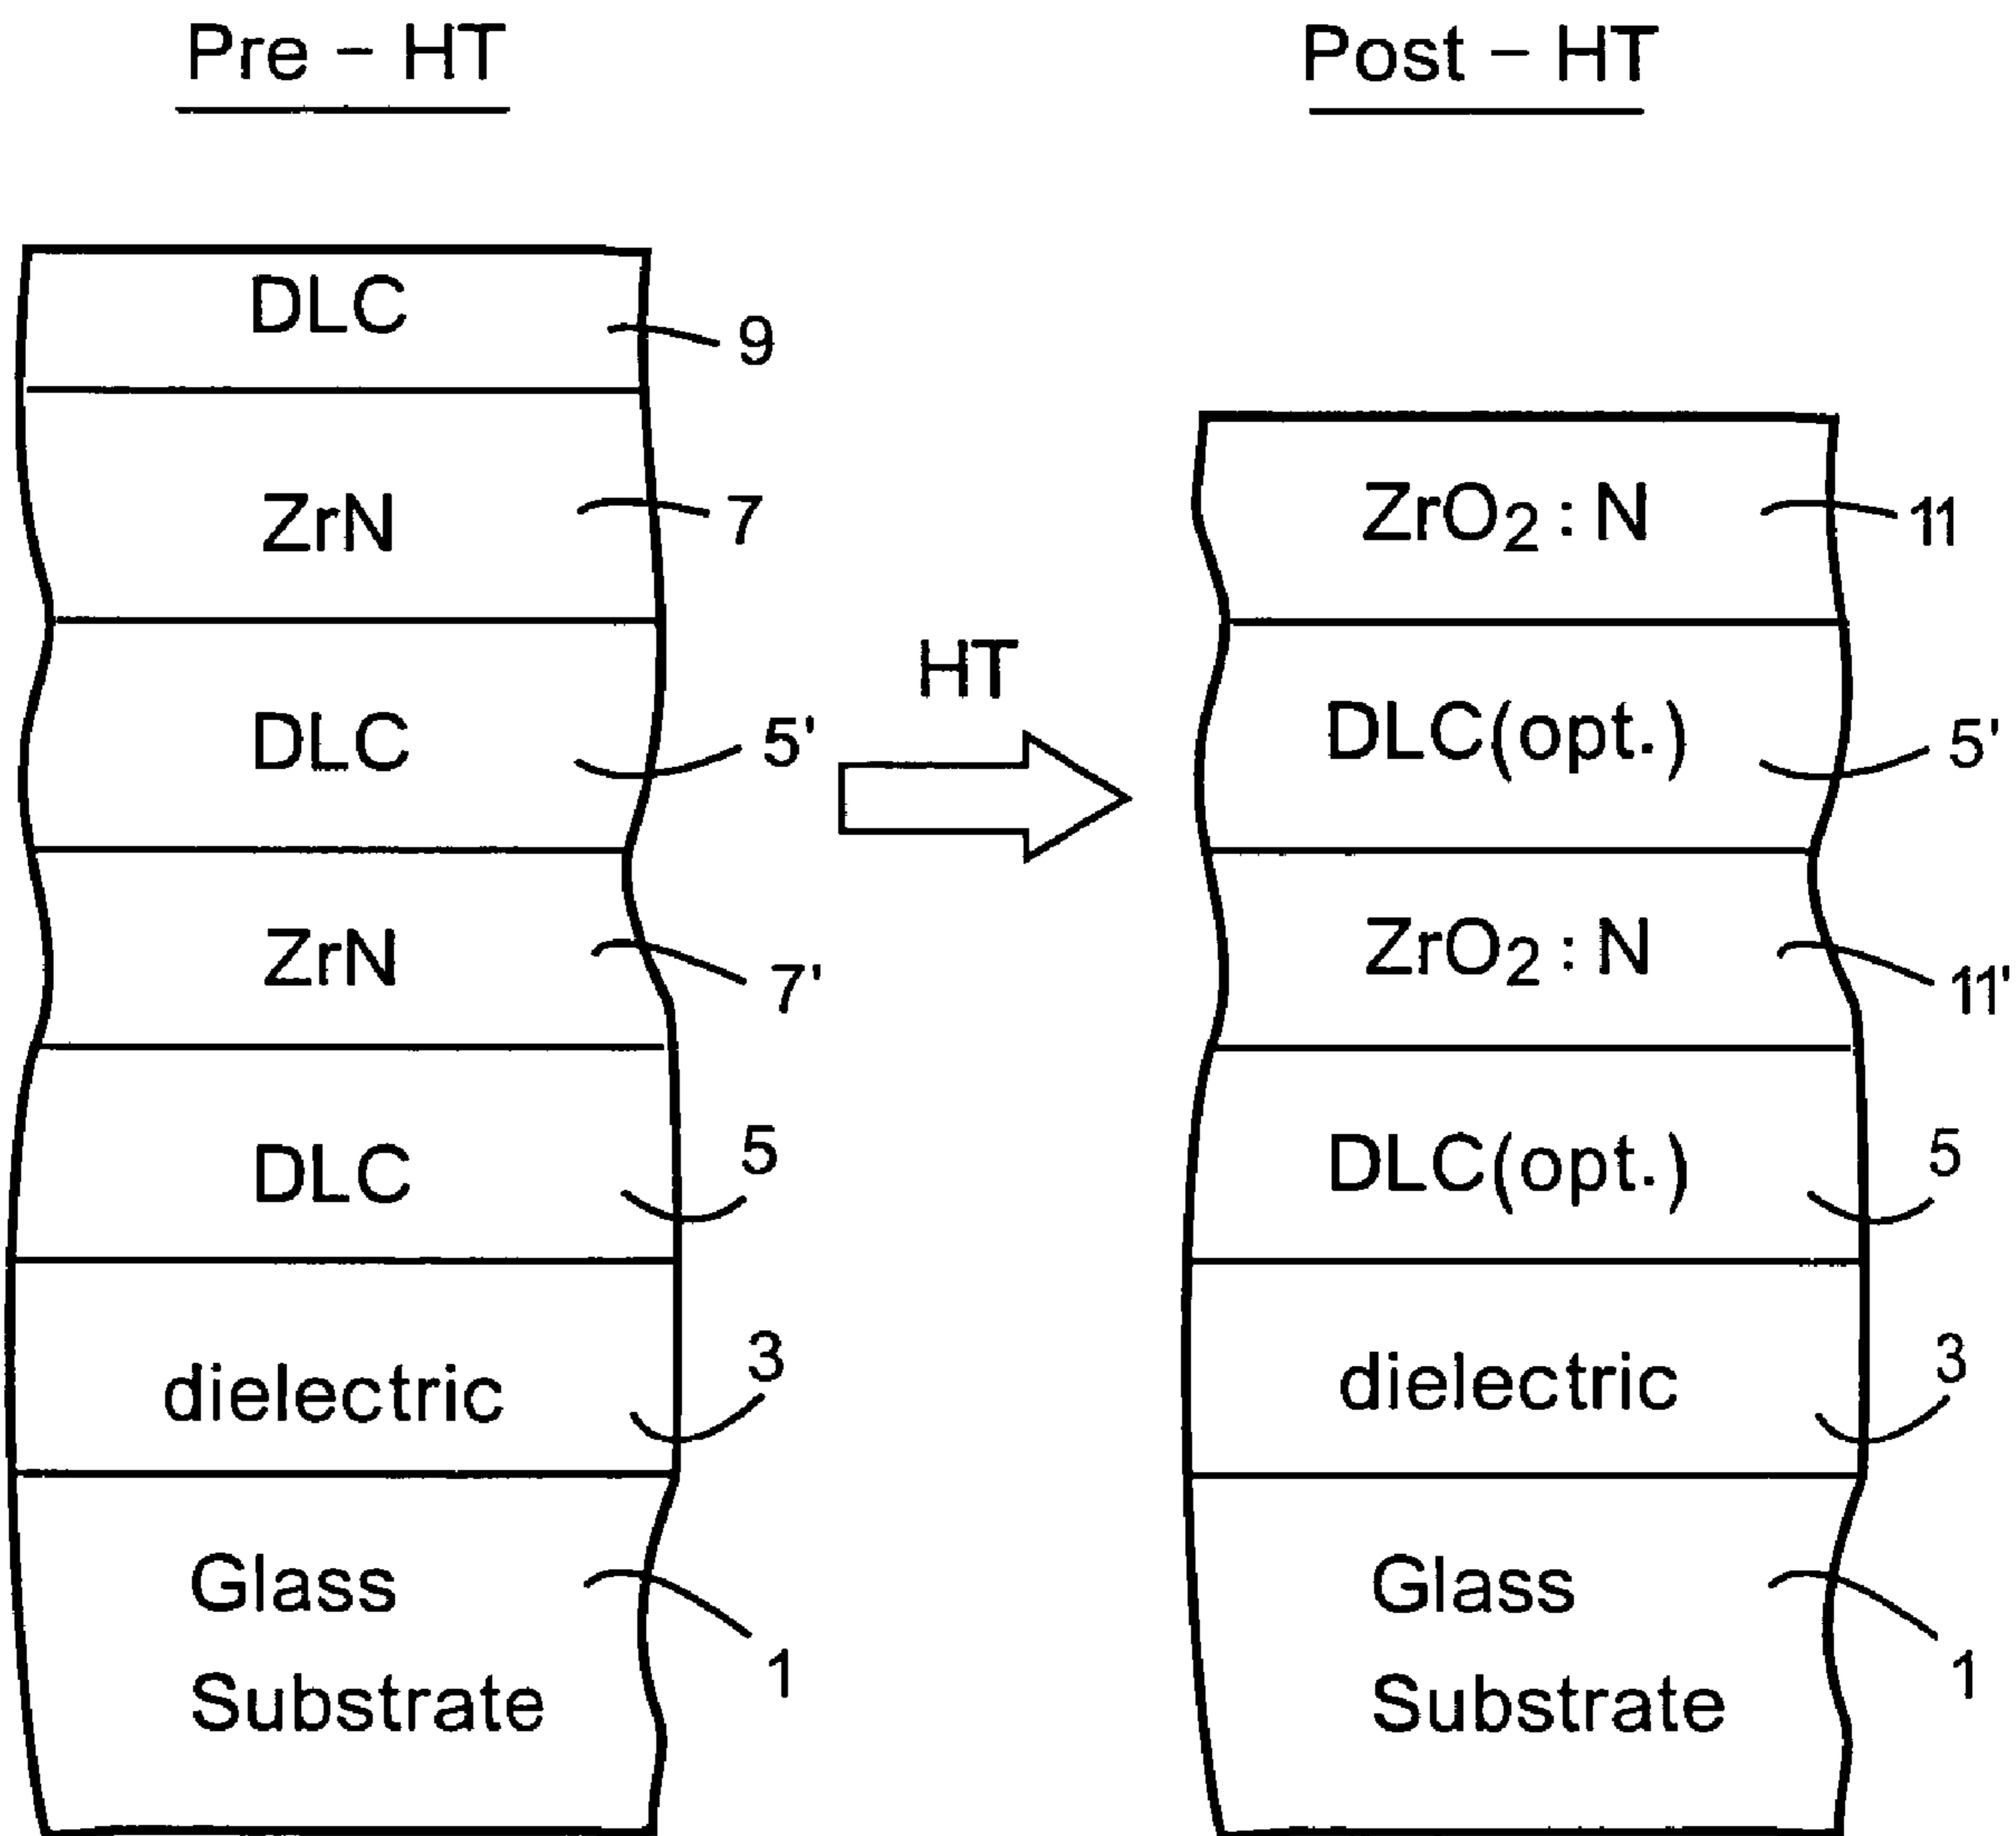 Pre - HT
DLC
9
ZrN
7
DLC
5'
ZrN
7'
DLC
5
dielectric
3
Glass
Substrate
1
HT
Post - HT
ZrO2 : N
11
DLC(opt.)
5'
ZrO2 : N
11'
DLC(opt.)
5
dielectric
3
Glass
Substrate
1